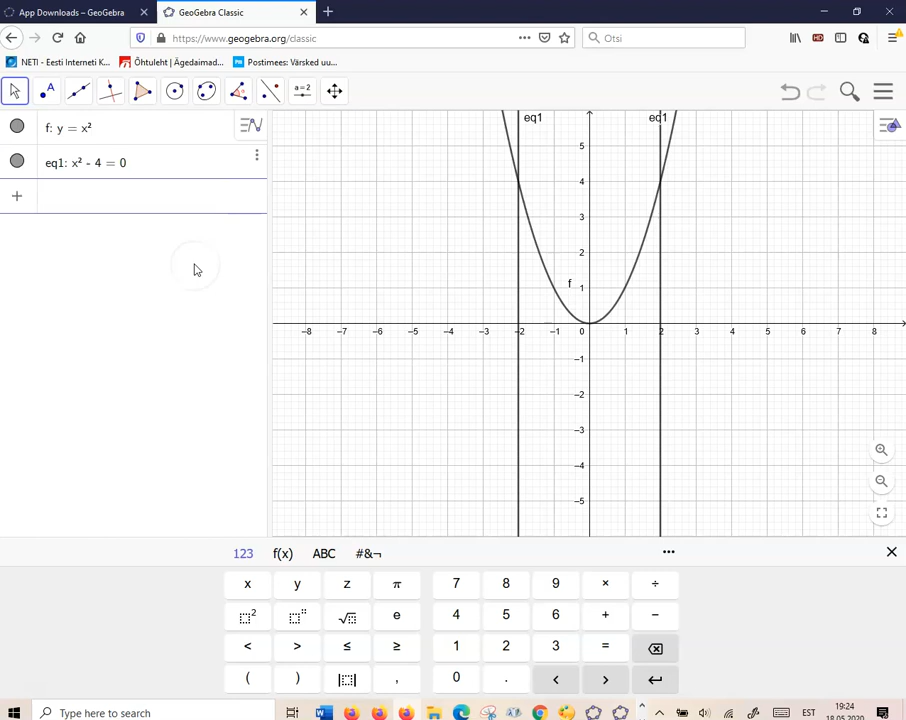 App Downloads – GeoGebra
GeoGebra Classic
https://www.geogebra.org/classic
Otsi
NETI - Eesti Interneti K...
Õhtuleht | Ägedaimad...
Postimees: Värsked uu...
a=2
f: y = x²
eq1: x² - 4 = 0
eq1
eq1
f
5
4
3
2
1
0
–1
–2
–3
–4
–5
–8 –7 –6 –5 –4 –3 –2 –1 1 2 3 4 5 6 7 8
123 f(x) ABC #&¬
x y z π 7 8 9 × ÷
√ e 4 5 6 + −
< > ≤ ≥ 1 2 3 =
( ) , 0 . < >
Type here to search
EST
19:24
18.05.2020